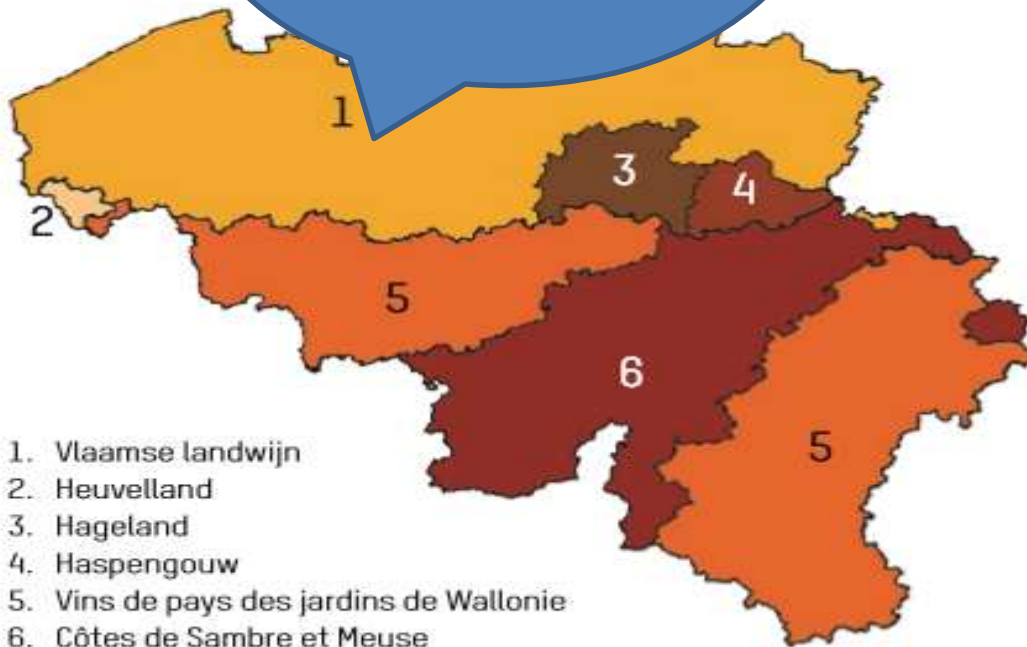 1
2
3
4
5
6
5
1. Vlaamse landwijn
2. Heuvelland
3. Hageland
4. Haspengouw
5. Vins de pays des jardins de Wallonie
6. Côtes de Sambre et Meuse